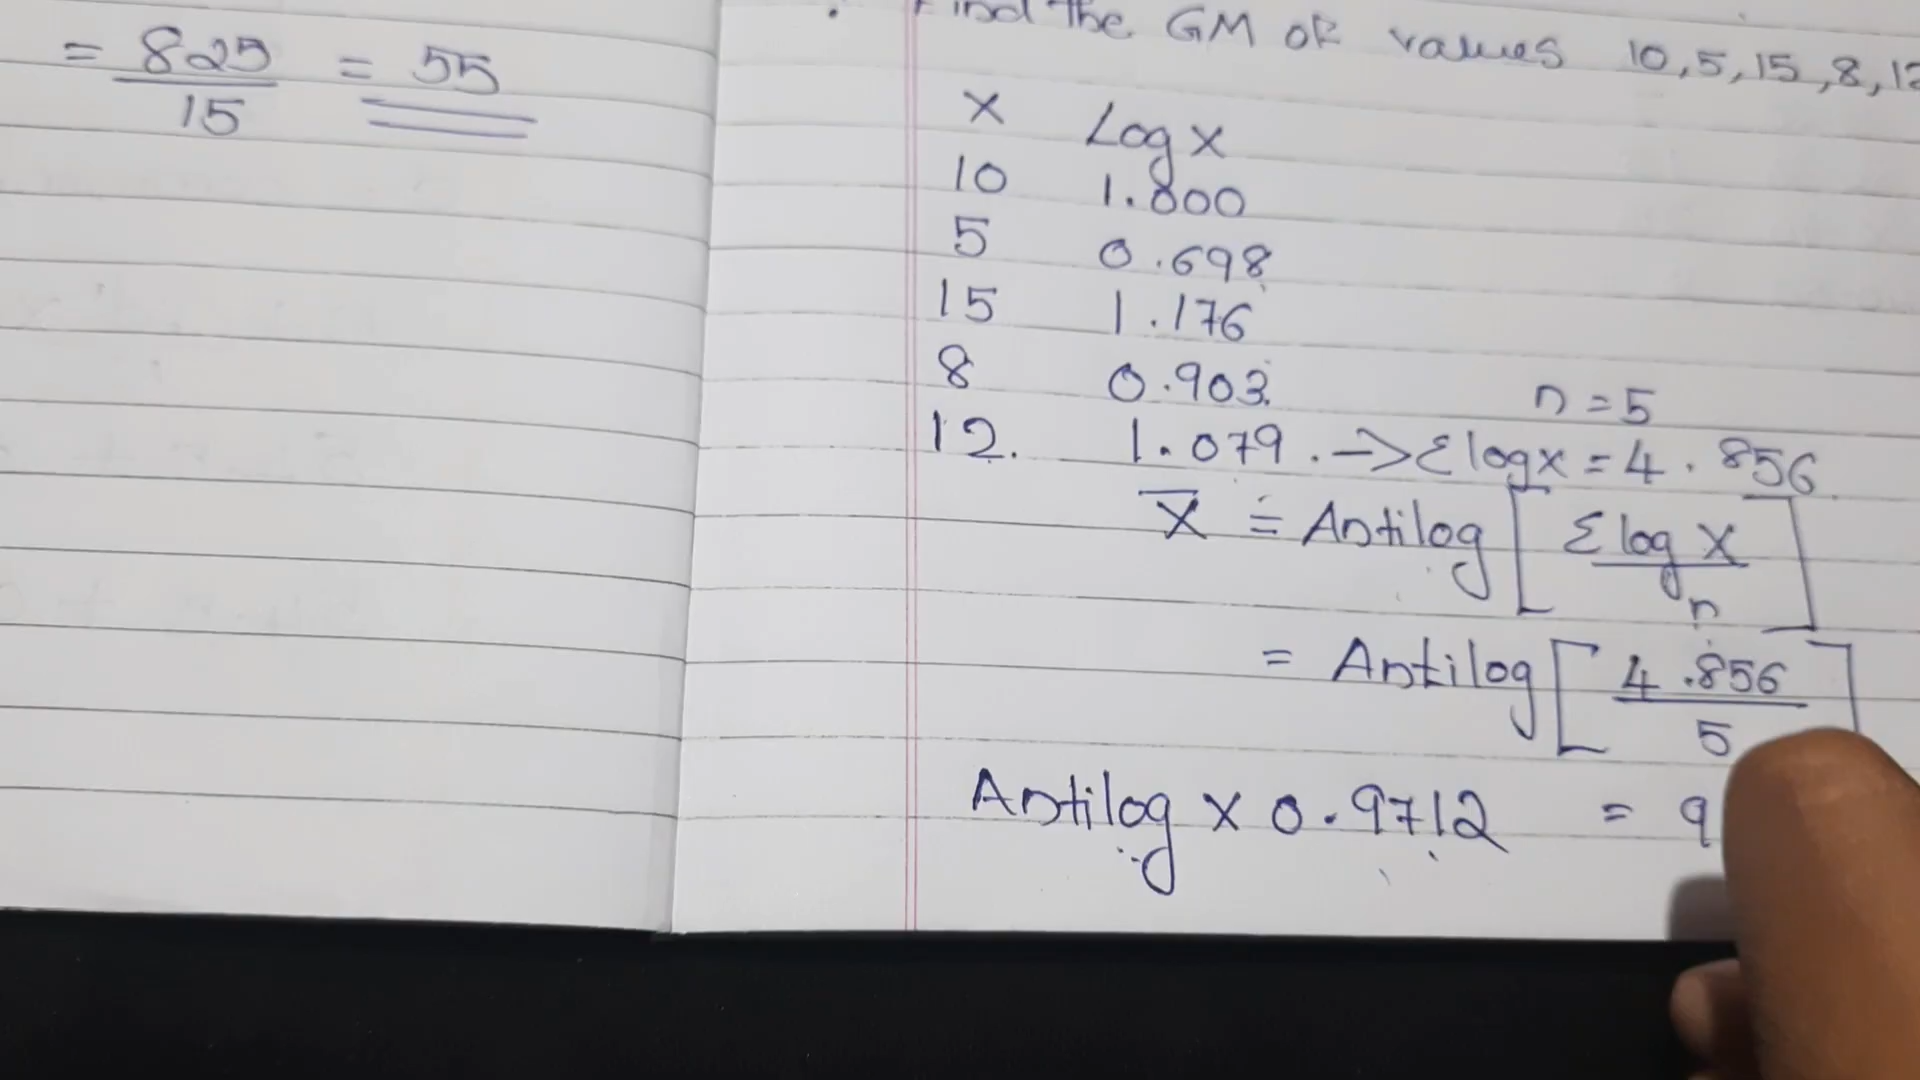 = 825 = 55
15
Find the GM of values 10, 5, 15, 8, 12
X Log X
10 1.000
5 0.698
15 1.176
8 0.903
n = 5
12. 1.079. -> Σ log x = 4.856
X̄ = Antilog [ Σ log X
n ]
= Antilog [ 4.856
5 ]
Antilog x 0.9712 = 9